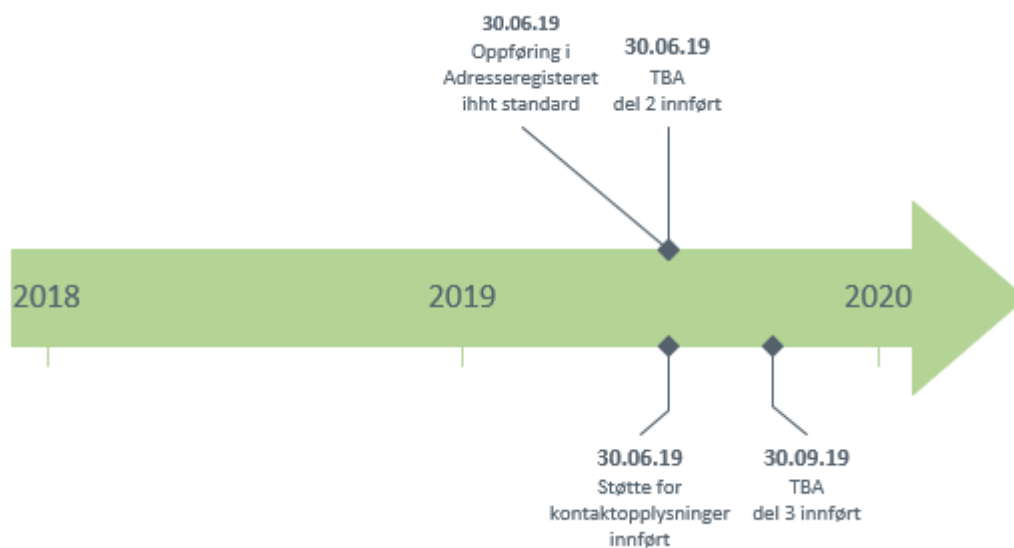 30.06.19
Oppføring i
Adresseregisteret
ihht standard
30.06.19
TBA
del 2 innført
2018
2019
2020
30.06.19
Støtte for
kontaktopplysninger
innført
30.09.19
TBA
del 3 innført